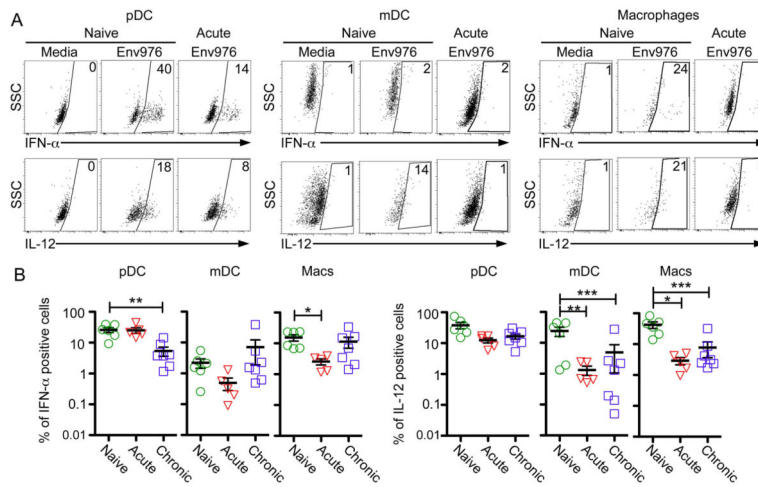 A
pDC
mDC
Macrophages
Naive Acute
Naive Acute
Naive Acute
Media Env976 Env976
Media Env976 Env976
Media Env976 Env976
SSC 0 40 14
SSC 1 2 2
SSC 1 24
IFN-α
IFN-α
IFN-α
SSC 0 18 8
SSC 1 14 1
SSC 1 21
IL-12
IL-12
IL-12
B
pDC mDC Macs
pDC mDC Macs
** *
*** ** *** *
% of IFN-α positive cells
100
10
1
0.1
0.01
Naive Acute Chronic
Naive Acute Chronic
Naive Acute Chronic
% of IL-12 positive cells
100
10
1
0.1
0.01
Naive Acute Chronic
Naive Acute Chronic
Naive Acute Chronic